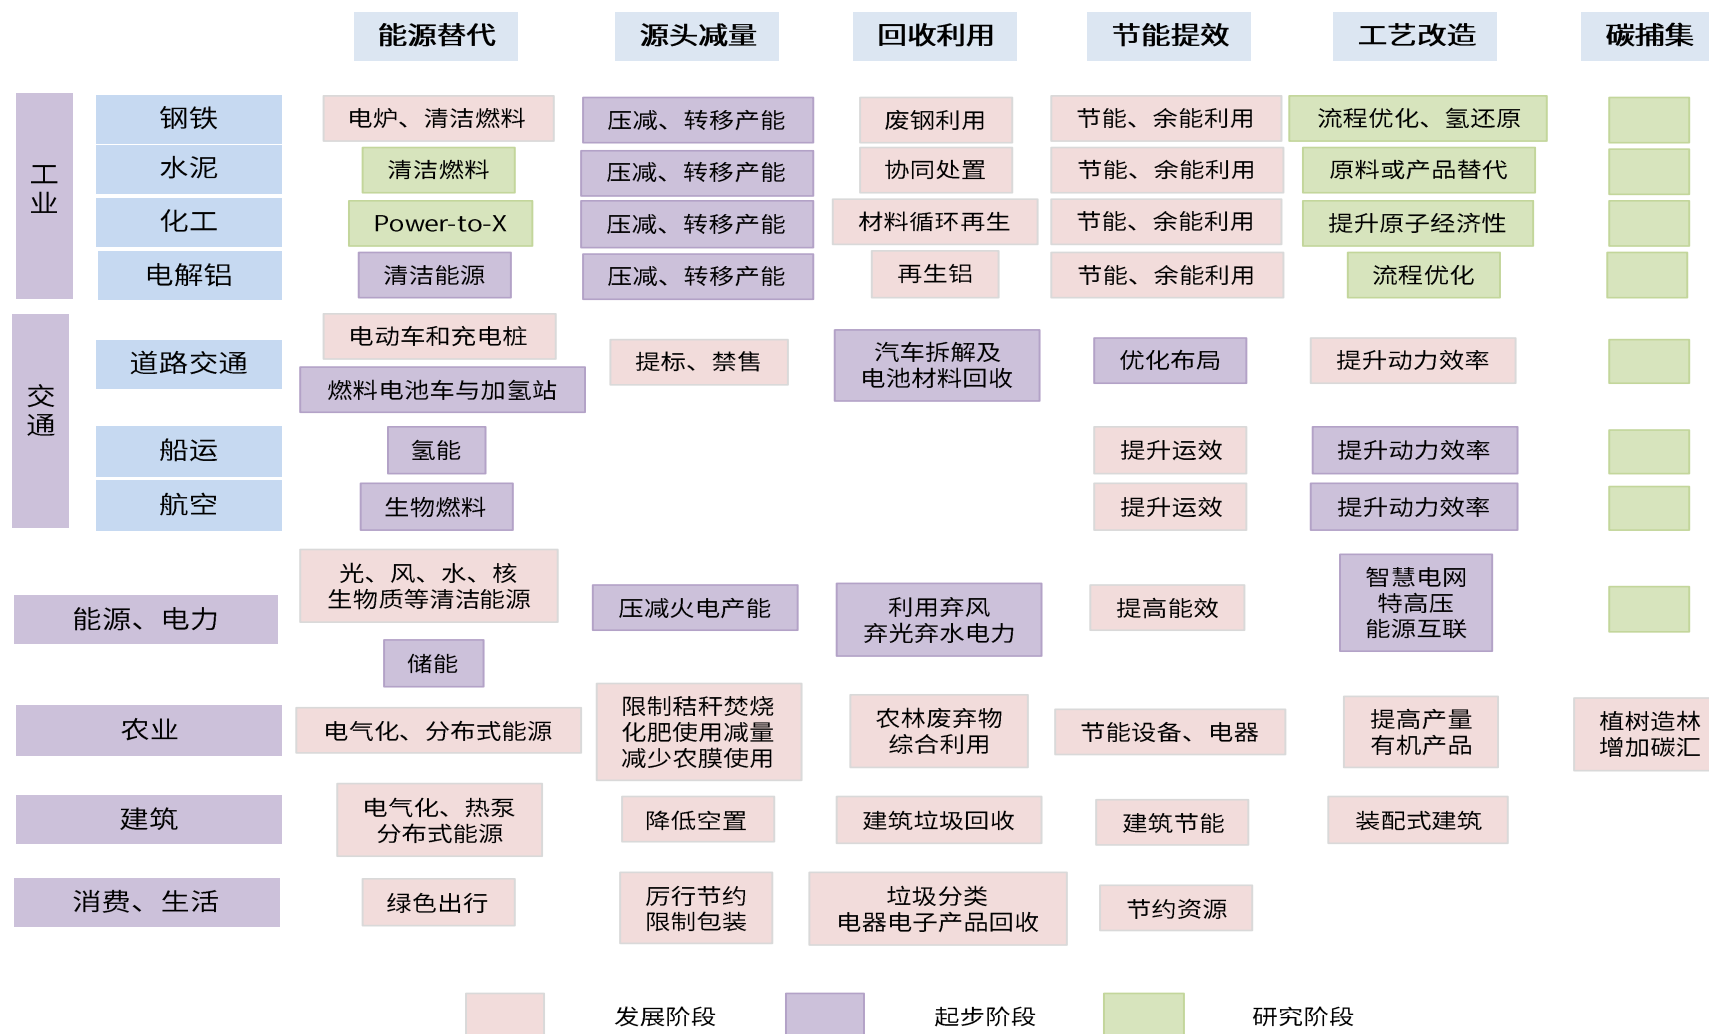 能源替代
源头减量
回收利用
节能提效
工艺改造
碳捕集
工业
钢铁
电炉、清洁燃料
压减、转移产能
废钢利用
节能、余能利用
流程优化、氢还原
水泥
清洁燃料
压减、转移产能
协同处置
节能、余能利用
原料或产品替代
化工
Power-to-X
压减、转移产能
材料循环再生
节能、余能利用
提升原子经济性
电解铝
清洁能源
压减、转移产能
再生铝
节能、余能利用
流程优化
交通
道路交通
电动车和充电桩
燃料电池车与加氢站
提标、禁售
汽车拆解及
电池材料回收
优化布局
提升动力效率
船运
氢能
提升运效
提升动力效率
航空
生物燃料
提升运效
提升动力效率
能源、电力
光、风、水、核
生物质等清洁能源
储能
压减火电产能
利用弃风
弃光弃水电力
提高能效
智慧电网
特高压
能源互联
农业
电气化、分布式能源
限制秸秆焚烧
化肥使用减量
减少农膜使用
农林废弃物
综合利用
节能设备、电器
提高产量
有机产品
植树造林
增加碳汇
建筑
电气化、热泵
分布式能源
降低空置
建筑垃圾回收
建筑节能
装配式建筑
消费、生活
绿色出行
厉行节约
限制包装
垃圾分类
电器电子产品回收
节约资源
发展阶段
起步阶段
研究阶段